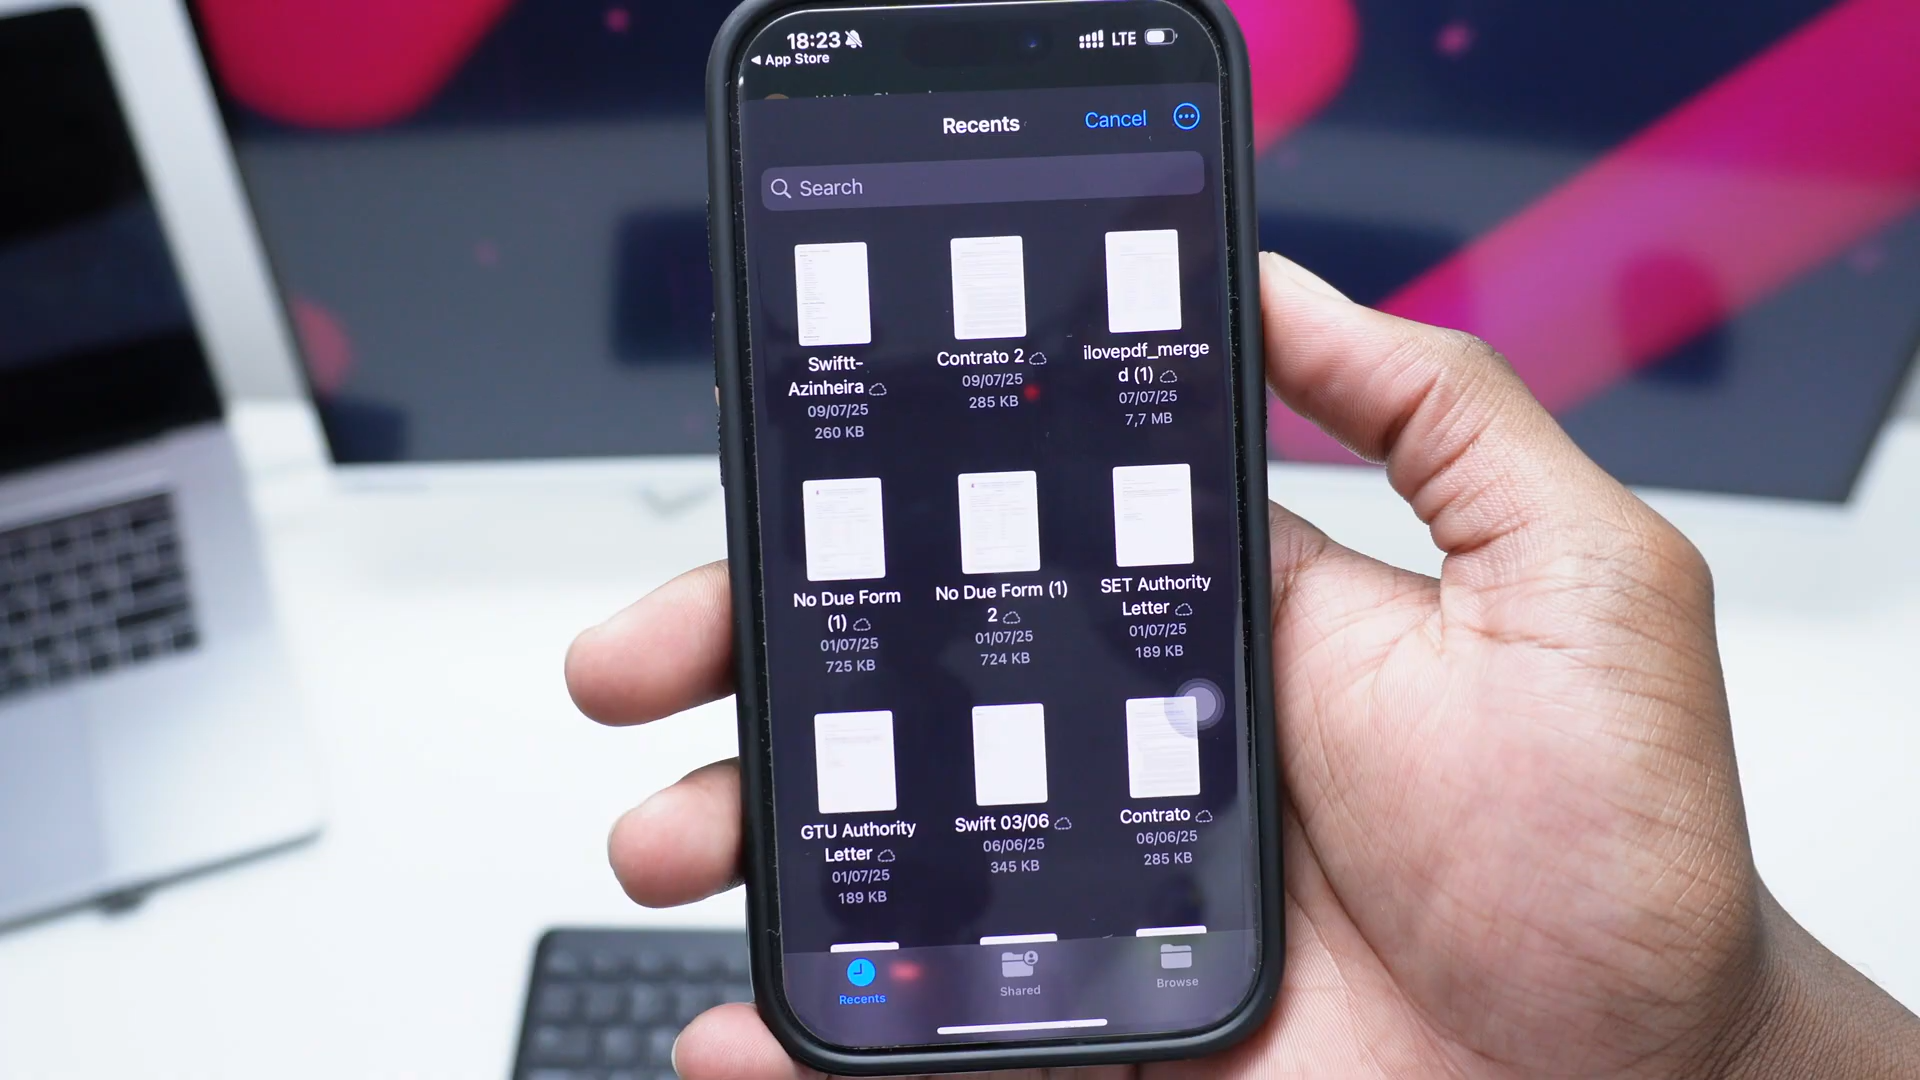 18:23
LTE
App Store
Recents
Cancel
Search
Swiftt-
Azinheira
09/07/25
260 KB
Contrato 2
09/07/25
285 KB
ilovepdf_merge
d (1)
07/07/25
7,7 MB
No Due Form
(1)
01/07/25
725 KB
No Due Form (1)
2
01/07/25
724 KB
SET Authority
Letter
01/07/25
189 KB
GTU Authority
Letter
01/07/25
189 KB
Swift 03/06
06/06/25
345 KB
Contrato
06/06/25
285 KB
Recents
Shared
Browse